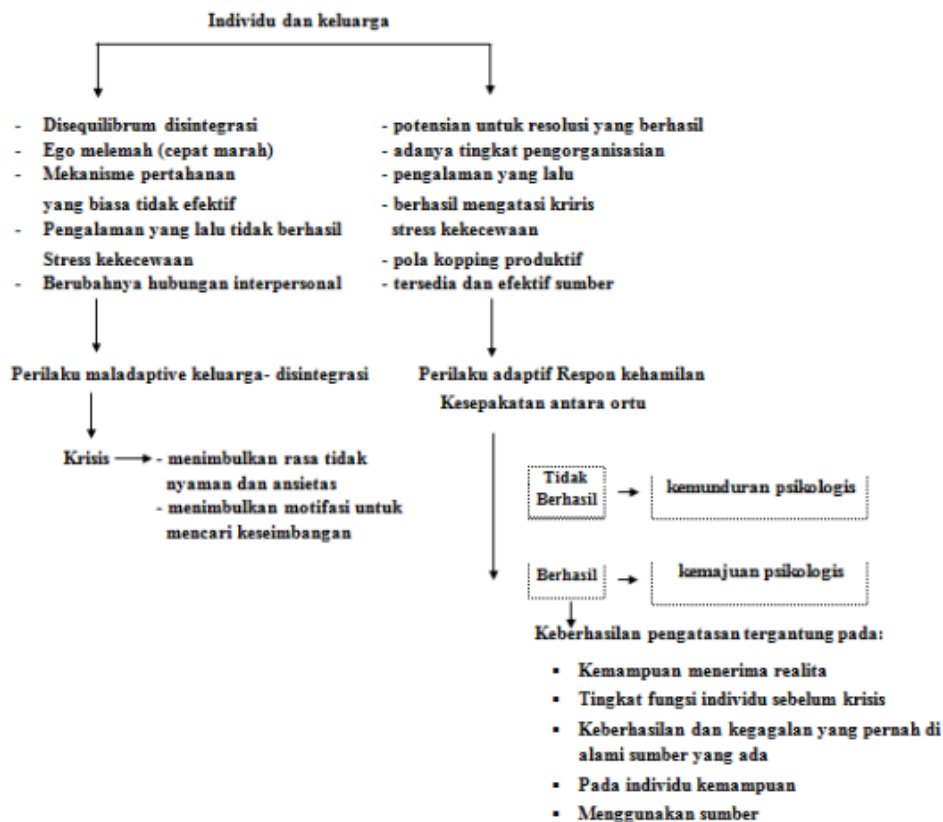 Individu dan keluarga
- Disequilibrum disintegrasi
- Ego melemah (cepat marah)
- Mekanisme pertahanan
yang biasa tidak efektif
- Pengalaman yang lalu tidak berhasil
Stress kekecewaan
- Berubahnya hubungan interpersonal
- potensian untuk resolusi yang berhasil
- adanya tingkat pengorganisasian
- pengalaman yang lalu
- berhasil mengatasi kriris
stress kekecewaan
- pola kopping produktif
- tersedia dan efektif sumber
Perilaku maladaptive keluarga- disintegrasi
Perilaku adaptif Respon kehamilan
Kesepakatan antara ortu
Krisis
- menimbulkan rasa tidak
nyaman dan ansietas
- menimbulkan motifasi untuk
mencari keseimbangan
Tidak
Berhasil
kemunduran psikologis
Berhasil
kemajuan psikologis
Keberhasilan pengatasan tergantung pada:
▪ Kemampuan menerima realita
▪ Tingkat fungsi individu sebelum krisis
▪ Keberhasilan dan kegagalan yang pernah di
alami sumber yang ada
▪ Pada individu kemampuan
▪ Menggunakan sumber